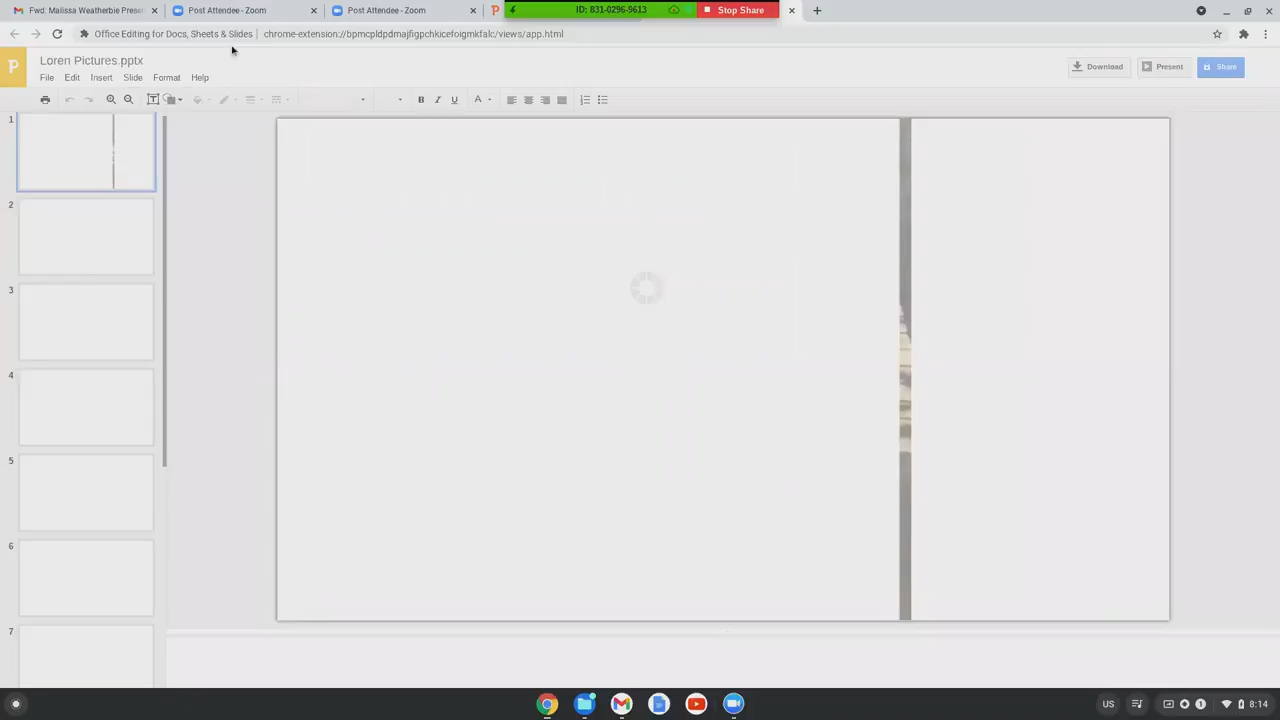 Fwd: Malissa Weatherbie Prese
Post Attendee - Zoom
Post Attendee - Zoom
ID: 831-0296-9613
Stop Share
Office Editing for Docs, Sheets & Slides
chrome-extension://bpmcpldpdmajfigpchkicefoigmkfalc/views/app.html
Loren Pictures.pptx
File Edit Insert Slide Format Help
Download
Present
Share
B I U A
1
2
3
4
5
6
7
US
8:14